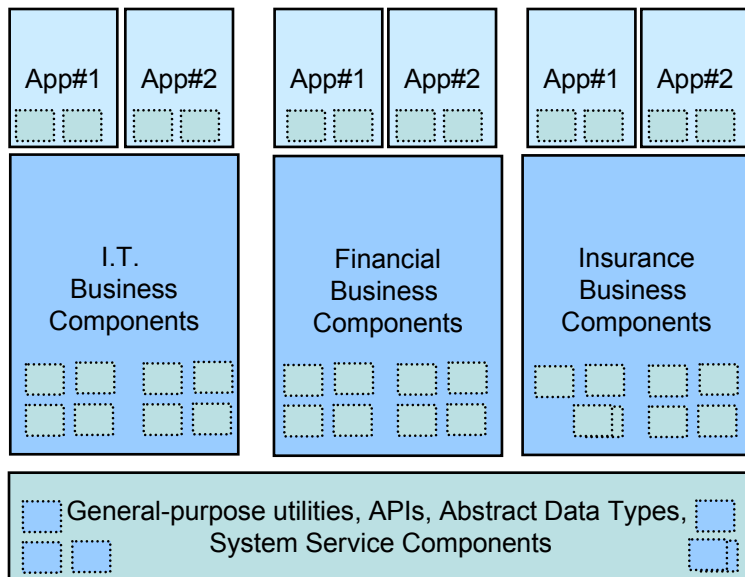 App#1
App#2
App#1
App#2
App#1
App#2
I.T.
Business
Components
Financial
Business
Components
Insurance
Business
Components
General-purpose utilities, APIs, Abstract Data Types,
System Service Components